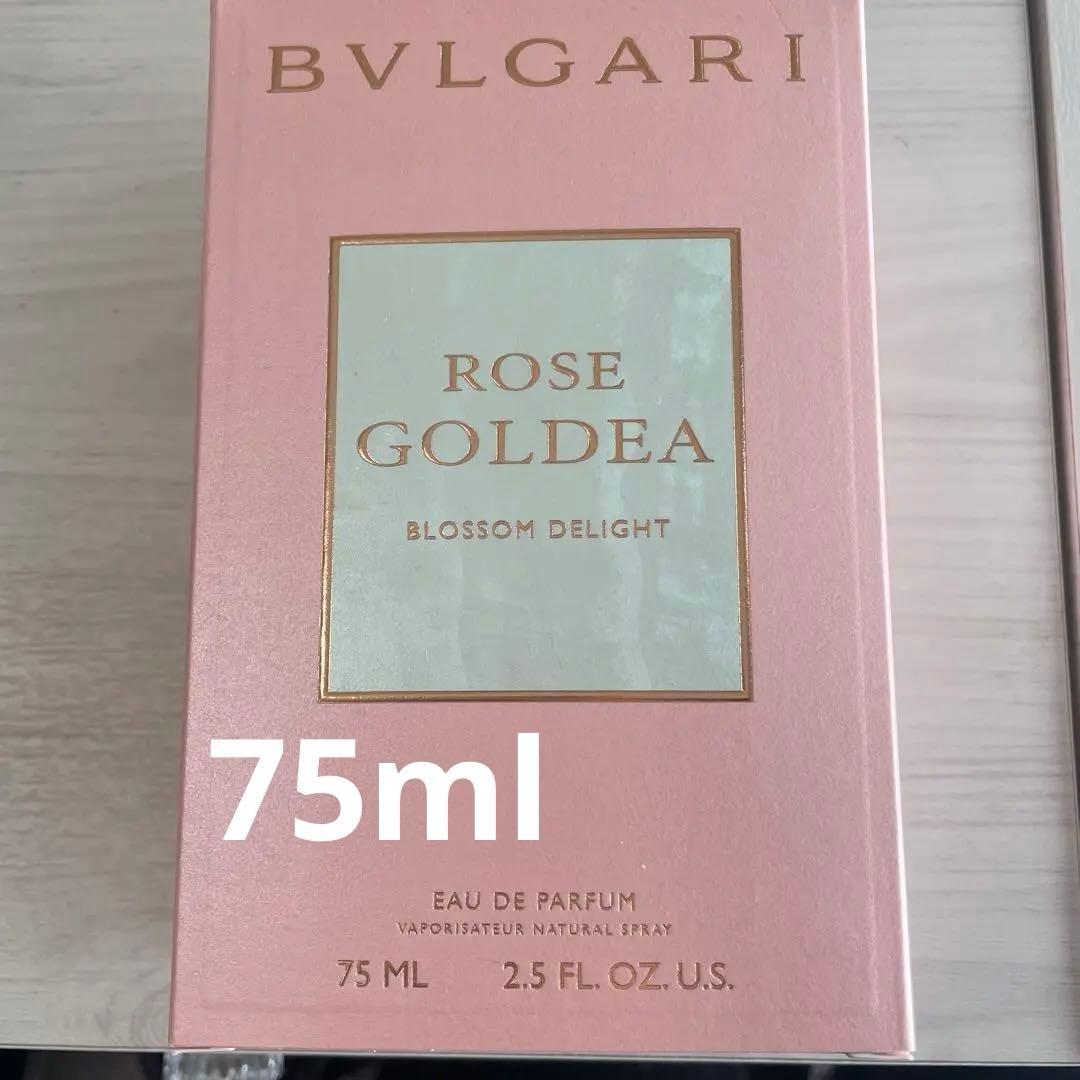 BVLGARI
ROSE
GOLDEA
BLOSSOM DELIGHT
75ml
EAU DE PARFUM
VAPORISATEUR NATURAL SPRAY
75 ML 2.5 FL. OZ. U.S.